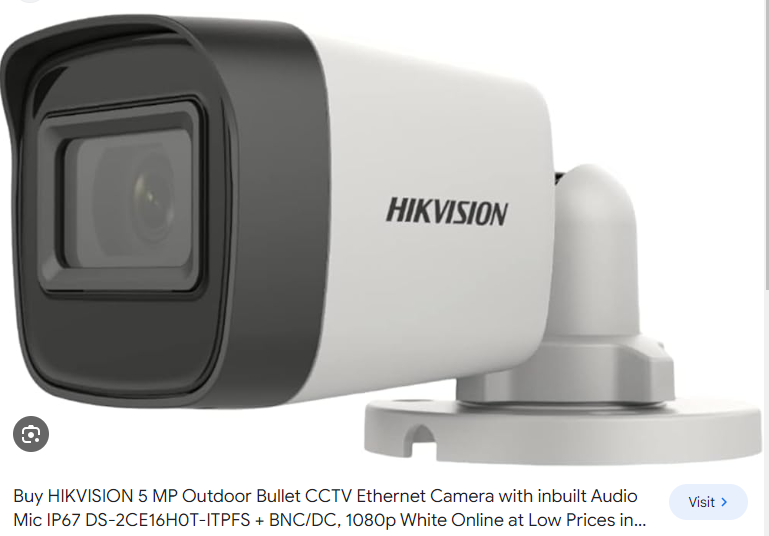 HIKVISION
Buy HIKVISION 5 MP Outdoor Bullet CCTV Ethernet Camera with inbuilt Audio
Mic IP67 DS-2CE16H0T-ITPFS + BNC/DC, 1080p White Online at Low Prices in...
Visit >